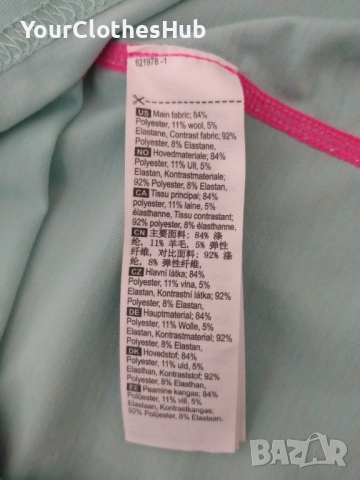 YourClothesHub
621978 -1
US Main fabric; 84%
Polyester, 11% wool, 5%
Elastane, Contrast fabric; 92%
Polyester, 8% Elastane,
NO Hovedmateriale; 84%
Polyester, 11% Ull, 5%
Elastan, Kontrastmateriale;
92% Polyester, 8% Elastan,
CA Tissu principal; 84%
polyester, 11% laine, 5%
élasthanne, Tissu contrastant;
92% polyester, 8% élasthanne,
CN 主要面料; 84% 涤
纶, 11% 羊毛, 5% 弹性
纤维, 对比面料; 92% 涤
纶, 8% 弹性纤维,
CZ Hlavní látka; 84%
Polyester, 11% vlna, 5%
Elastan, Kontrastní látka; 92%
Polyester, 8% Elastan,
DE Hauptmaterial; 84%
Polyester, 11% Wolle, 5%
Elastan, Kontrastmaterial; 92%
Polyester, 8% Elastan,
DK Hovedstof; 84%
Polyester, 11% uld, 5%
Elasthan, Kontraststof; 92%
Polyester, 8% Elasthan,
EE Peamine kangas; 84%
Polüester, 11% vill, 5%
Elastaan, Kontrastkangas;
92% Polüester, 8% Elastaan,
BAZAR